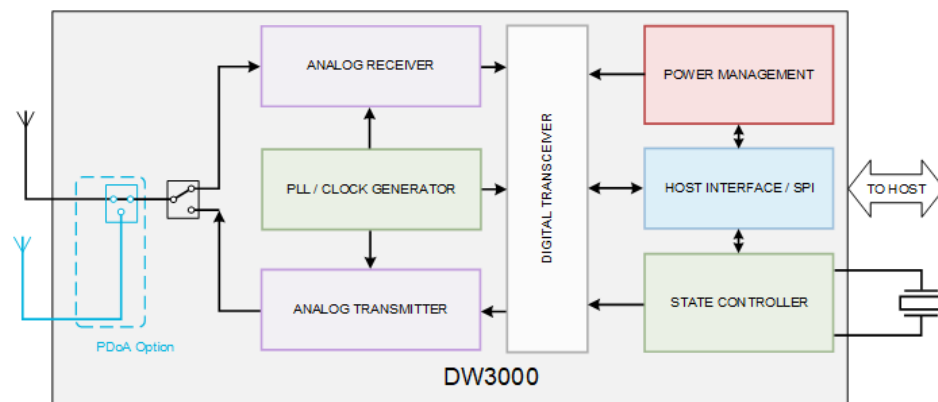 ANALOG RECEIVER
POWER MANAGEMENT
PLL / CLOCK GENERATOR
DIGITAL TRANSCEIVER
HOST INTERFACE / SPI
TO HOST
ANALOG TRANSMITTER
STATE CONTROLLER
PDoA Option
DW3000